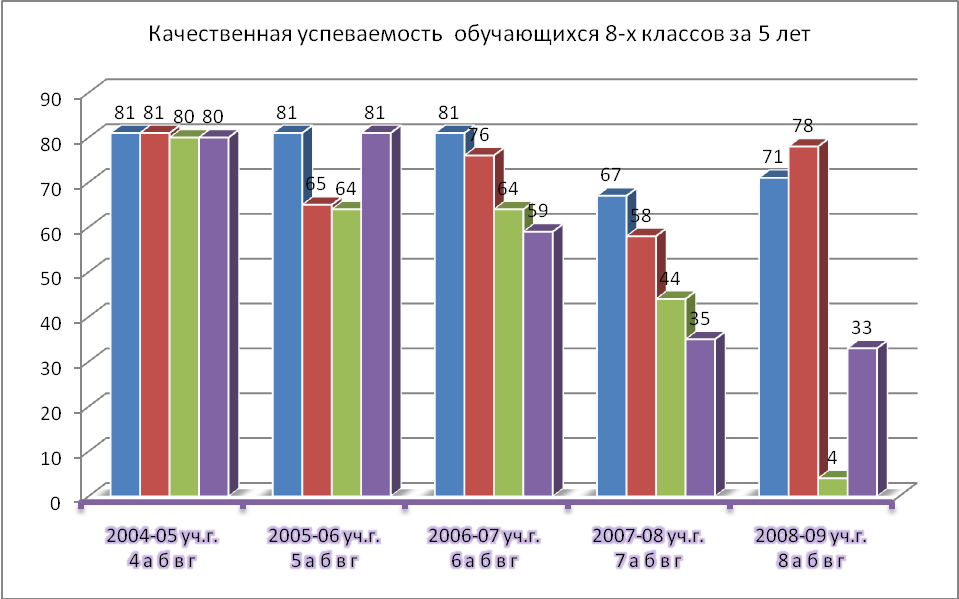 Качественная успеваемость обучающихся 8-х классов за 5 лет
90
80
70
60
50
40
30
20
10
0
81 81 80 80
81 65 64 81
81 76 64 59
67 58 44 35
71 78 4 33
2004-05 уч.г.
4 а б в г
2005-06 уч.г.
5 а б в г
2006-07 уч.г.
6 а б в г
2007-08 уч.г.
7 а б в г
2008-09 уч.г.
8 а б в г